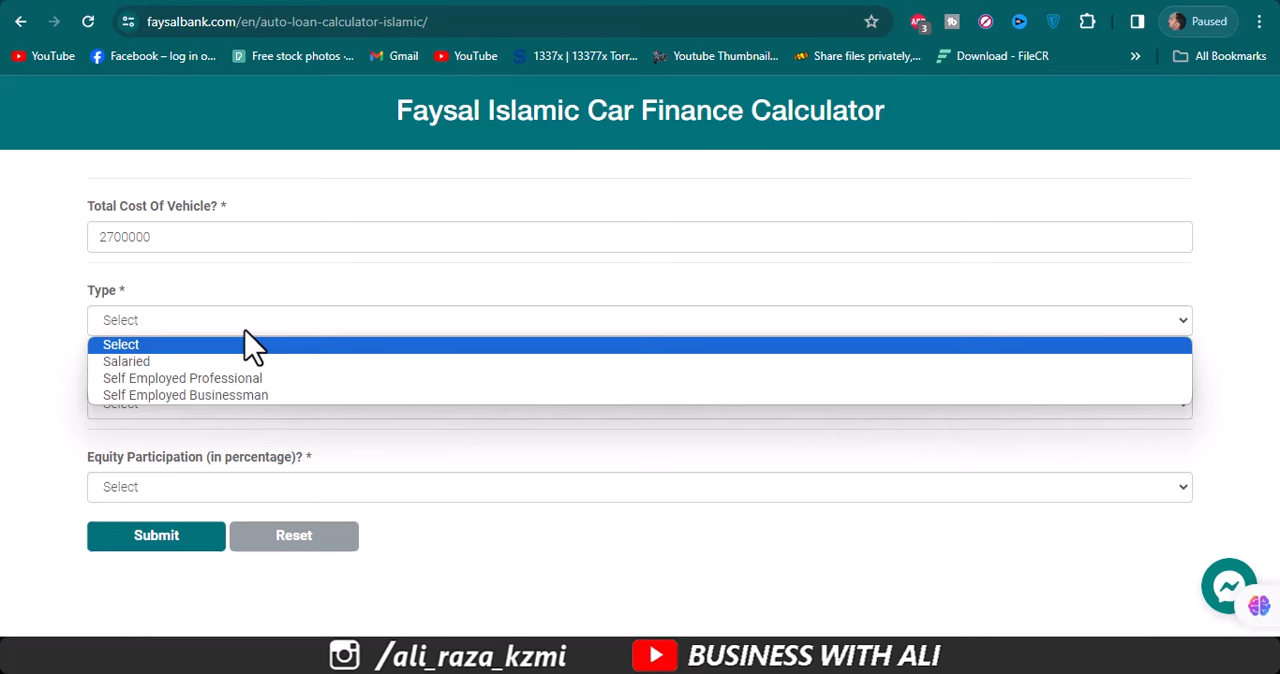 faysalbank.com/en/auto-loan-calculator-islamic/
3
Paused
YouTube
Facebook – log in o...
Free stock photos ·...
Gmail
YouTube
1337x | 13377x Torr...
Youtube Thumbnail...
Share files privately,...
Download - FileCR
»
All Bookmarks
Faysal Islamic Car Finance Calculator
Total Cost Of Vehicle? *
2700000
Type *
Select
Select
Salaried
Self Employed Professional
Self Employed Businessman
Select
Equity Participation (in percentage)? *
Select
Submit
Reset
/ali_raza_kzmi
BUSINESS WITH ALI